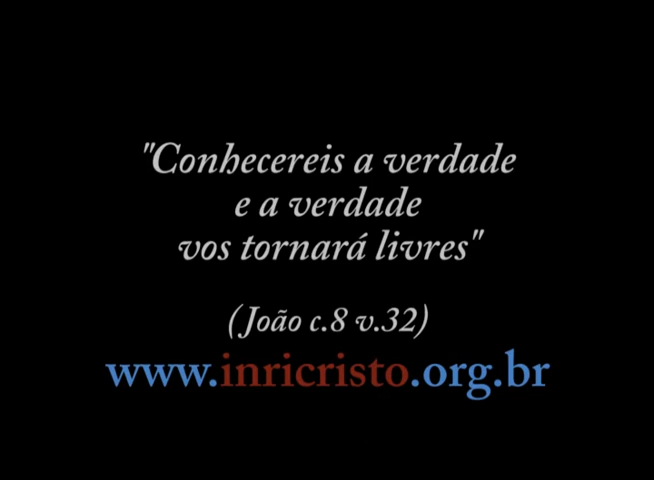 "Conhecereis a verdade
e a verdade
vos tornará livres"
(João c.8 v.32)
www.inricristo.org.br